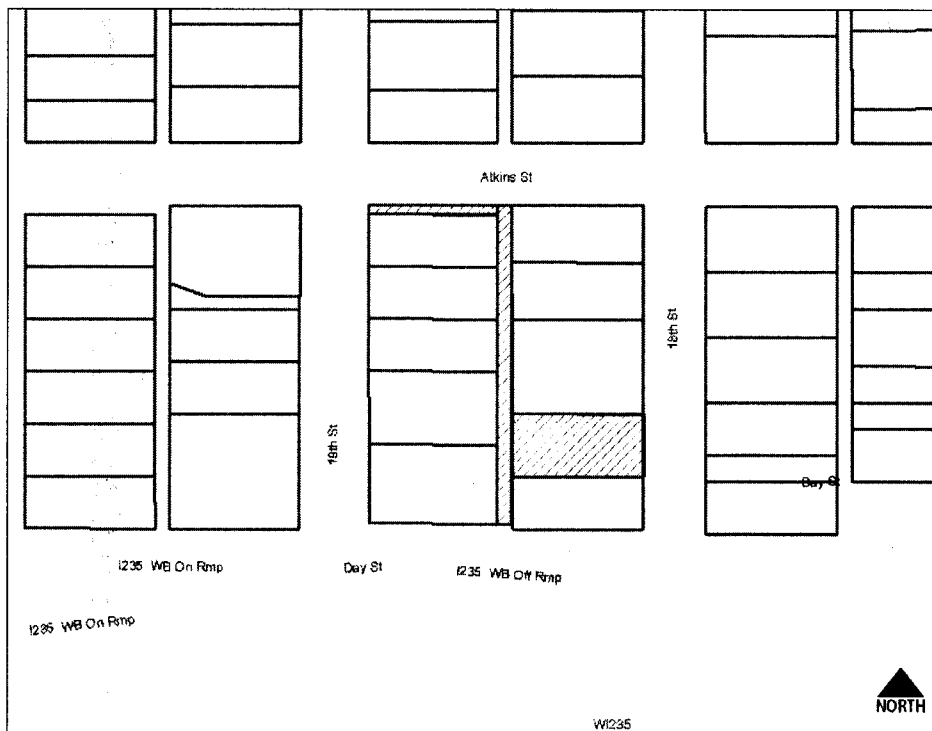 Atkins St
18th St
19th St
Day St
I235 WB On Rmp
Day St
I235 WB Off Rmp
I235 WB On Rmp
NORTH
WI235